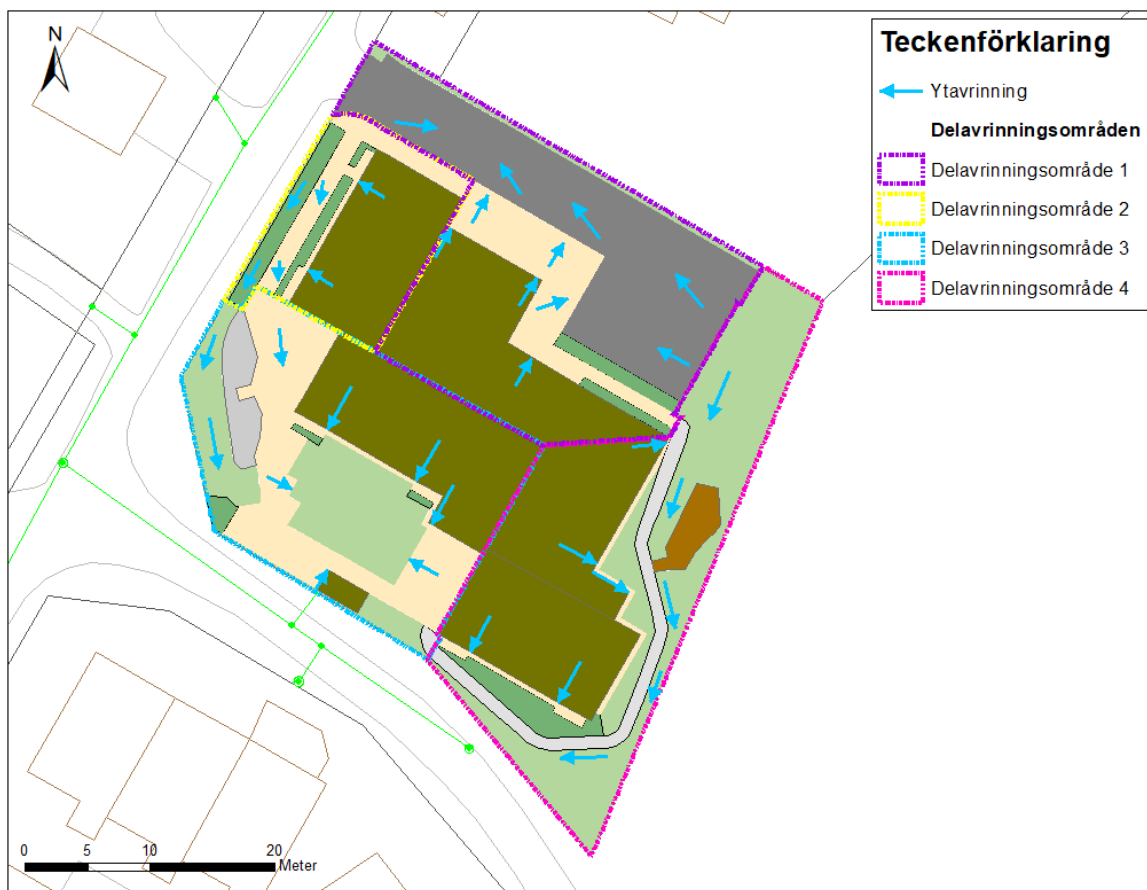 N
Teckenförklaring
Ytavrinning
Delavrinningsområden
Delavrinningsområde 1
Delavrinningsområde 2
Delavrinningsområde 3
Delavrinningsområde 4
0 5 10 20
Meter